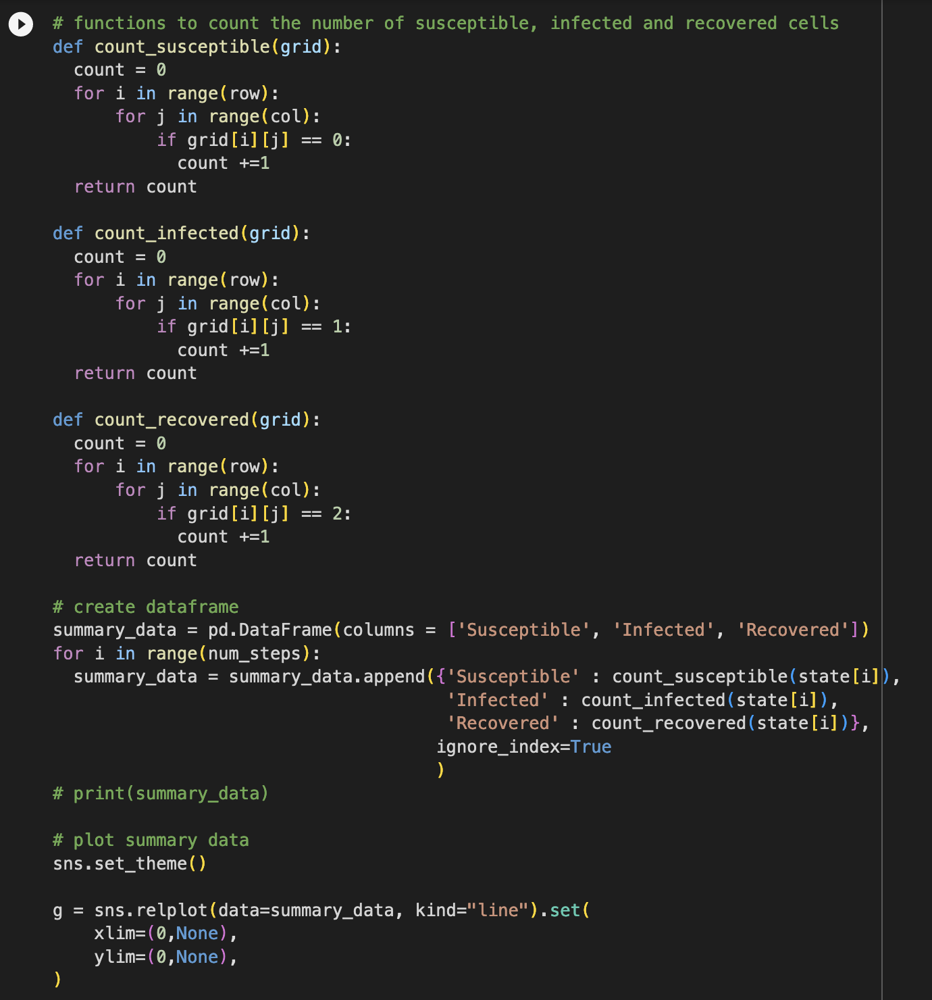 # functions to count the number of susceptible, infected and recovered cells
def count_susceptible(grid):
  count = 0
  for i in range(row):
      for j in range(col):
          if grid[i][j] == 0:
            count +=1
  return count

def count_infected(grid):
  count = 0
  for i in range(row):
      for j in range(col):
          if grid[i][j] == 1:
            count +=1
  return count

def count_recovered(grid):
  count = 0
  for i in range(row):
      for j in range(col):
          if grid[i][j] == 2:
            count +=1
  return count

# create dataframe
summary_data = pd.DataFrame(columns = ['Susceptible', 'Infected', 'Recovered'])
for i in range(num_steps):
  summary_data = summary_data.append({'Susceptible' : count_susceptible(state[i]),
                                      'Infected' : count_infected(state[i]),
                                      'Recovered' : count_recovered(state[i])},
                                     ignore_index=True
                                     )
# print(summary_data)

# plot summary data
sns.set_theme()

g = sns.relplot(data=summary_data, kind="line").set(
    xlim=(0,None),
    ylim=(0,None),
)